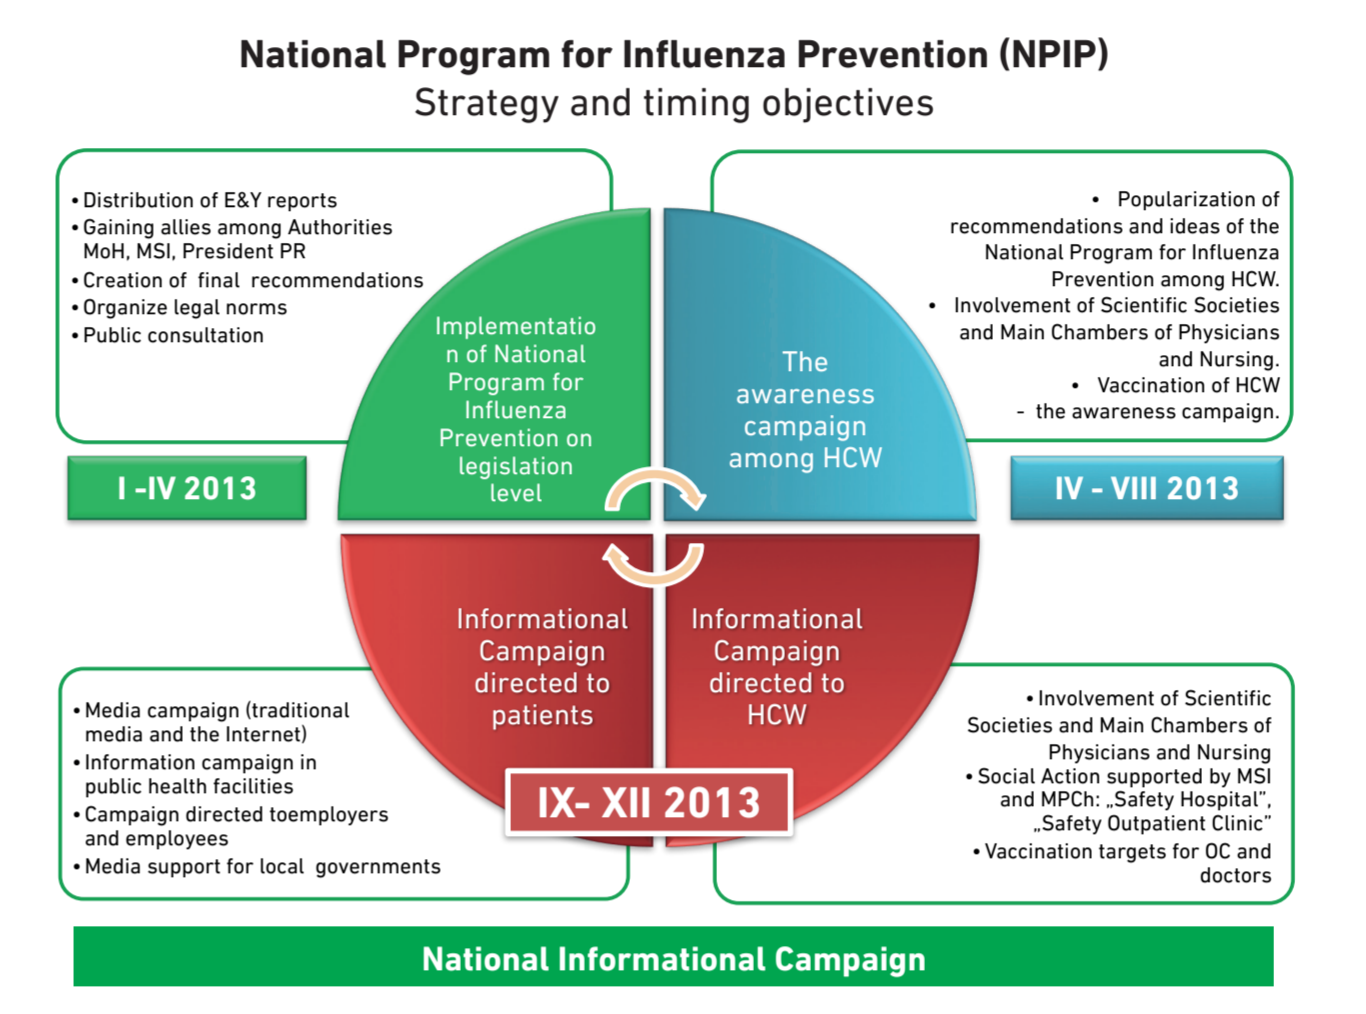 National Program for Influenza Prevention (NPIP)
Strategy and timing objectives
• Distribution of E&Y reports
• Gaining allies among Authorities
MoH, MSI, President PR
• Creation of final recommendations
• Organize legal norms
• Public consultation
I -IV 2013
Implementatio
n of National
Program for
Influenza
Prevention on
legislation
level
The
awareness
campaign
among HCW
• Popularization of
recommendations and ideas of the
National Program for Influenza
Prevention among HCW.
• Involvement of Scientific Societies
and Main Chambers of Physicians
and Nursing.
• Vaccination of HCW
- the awareness campaign.
IV - VIII 2013
Informational
Campaign
directed to
patients
Informational
Campaign
directed to
HCW
IX- XII 2013
• Media campaign (traditional
media and the Internet)
• Information campaign in
public health facilities
• Campaign directed toemployers
and employees
• Media support for local governments
• Involvement of Scientific
Societies and Main Chambers of
Physicians and Nursing
• Social Action supported by MSI
and MPCh: „Safety Hospital”,
„Safety Outpatient Clinic”
• Vaccination targets for OC and
doctors
National Informational Campaign